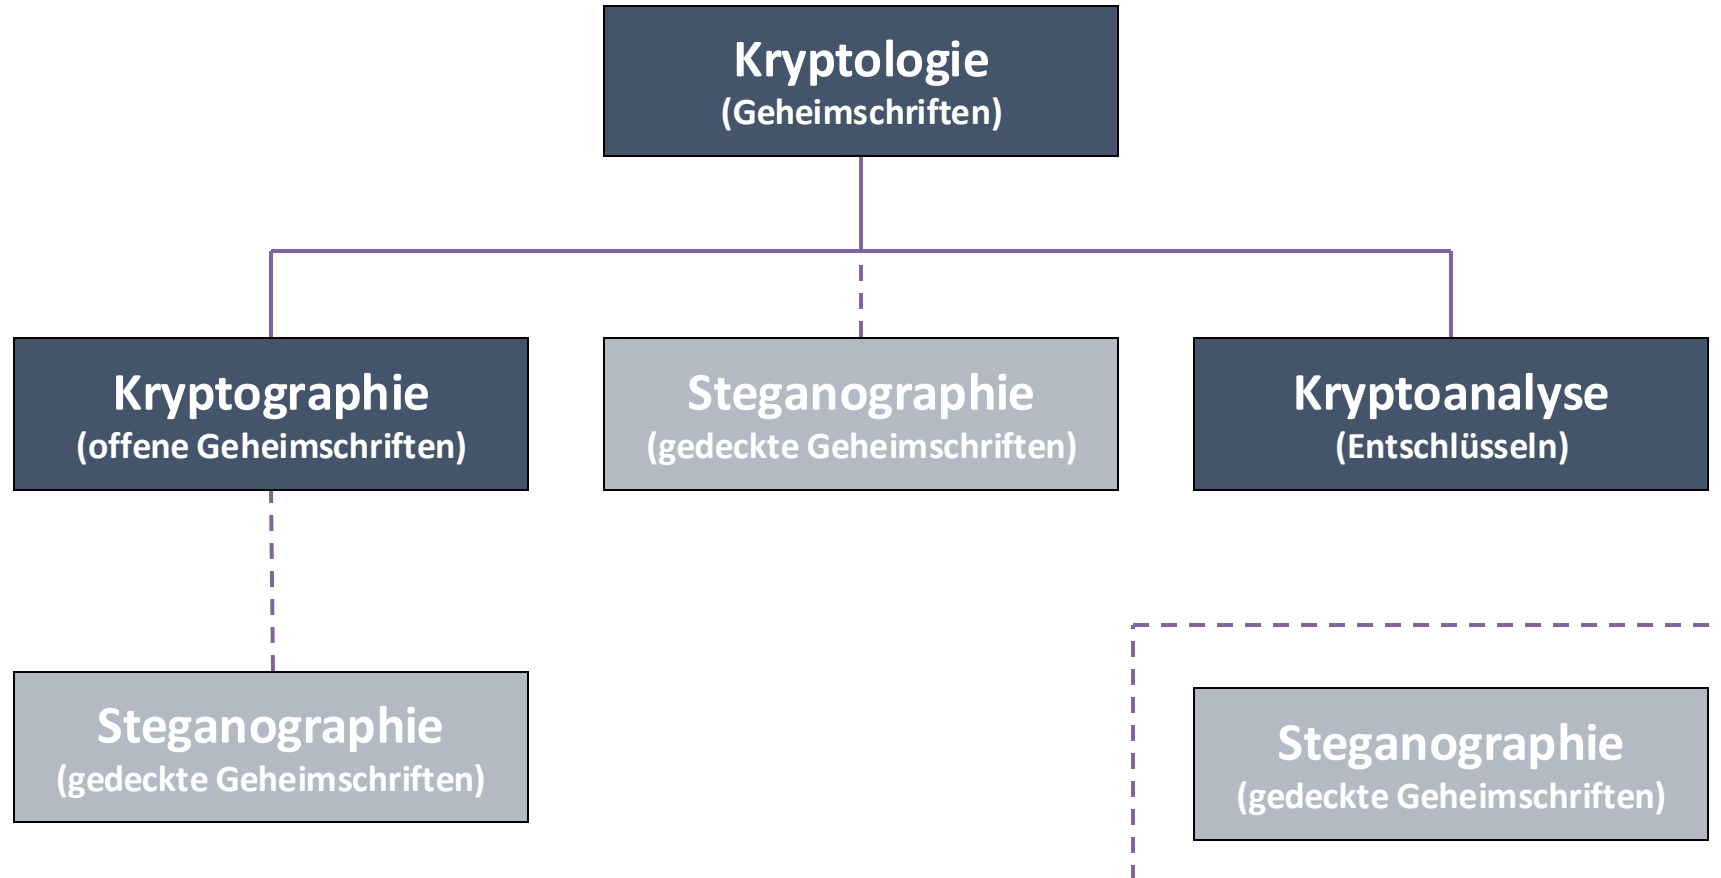 Kryptologie
(Geheimschriften)
Kryptographie
(offene Geheimschriften)
Steganographie
(gedeckte Geheimschriften)
Kryptoanalyse
(Entschlüsseln)
Steganographie
(gedeckte Geheimschriften)
Steganographie
(gedeckte Geheimschriften)